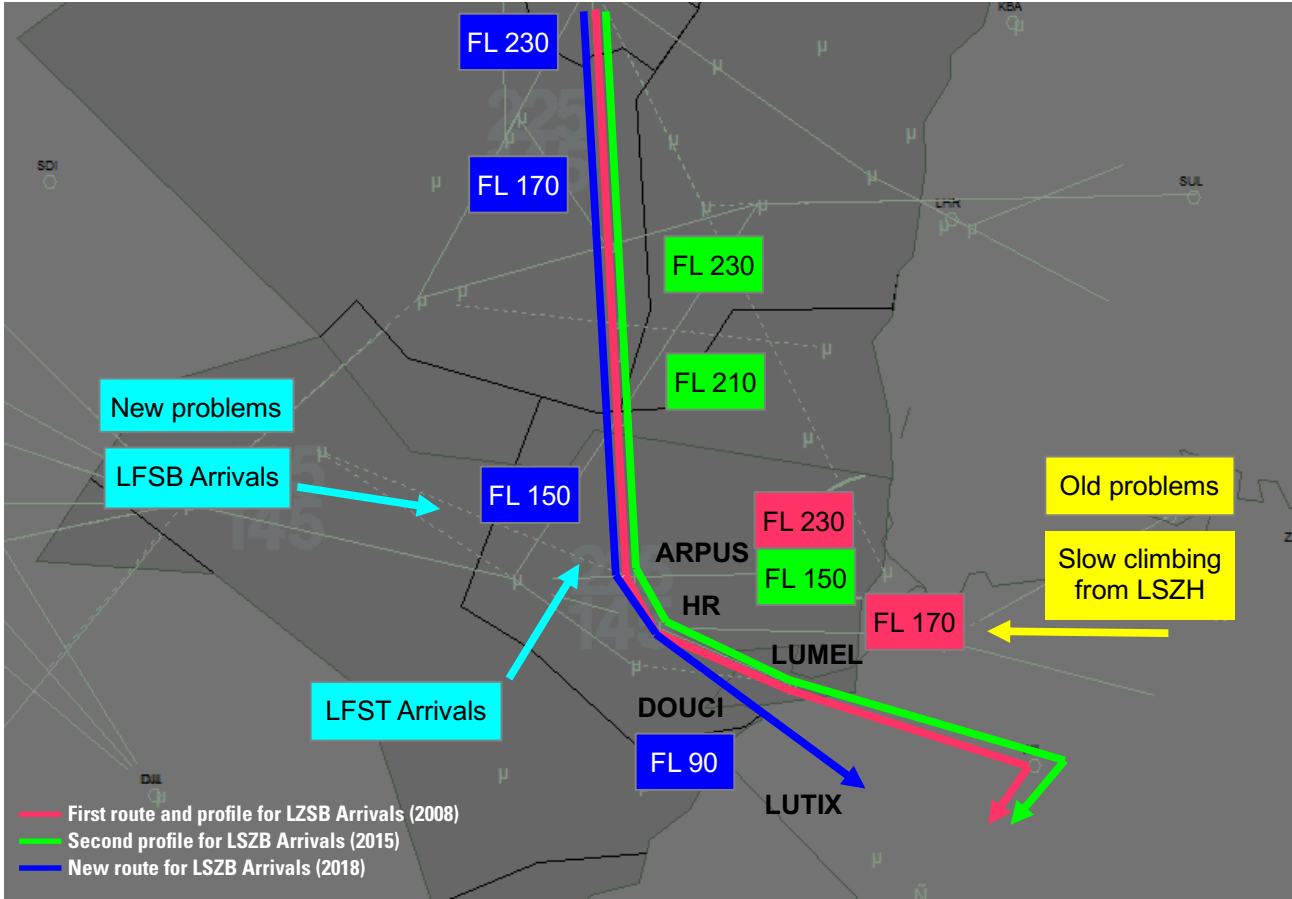 KBA
FL 230
225
SDI
FL 170
SUL
LHR
FL 230
FL 210
New problems
LFSB Arrivals
FL 150
145
FL 230
Old problems
ARPUS
FL 150
Slow climbing
from LSZH
HR
145
FL 170
LUMEL
LFST Arrivals
DOUCI
FL 90
DJL
LUTIX
First route and profile for LZSB Arrivals (2008)
Second profile for LSZB Arrivals (2015)
New route for LSZB Arrivals (2018)